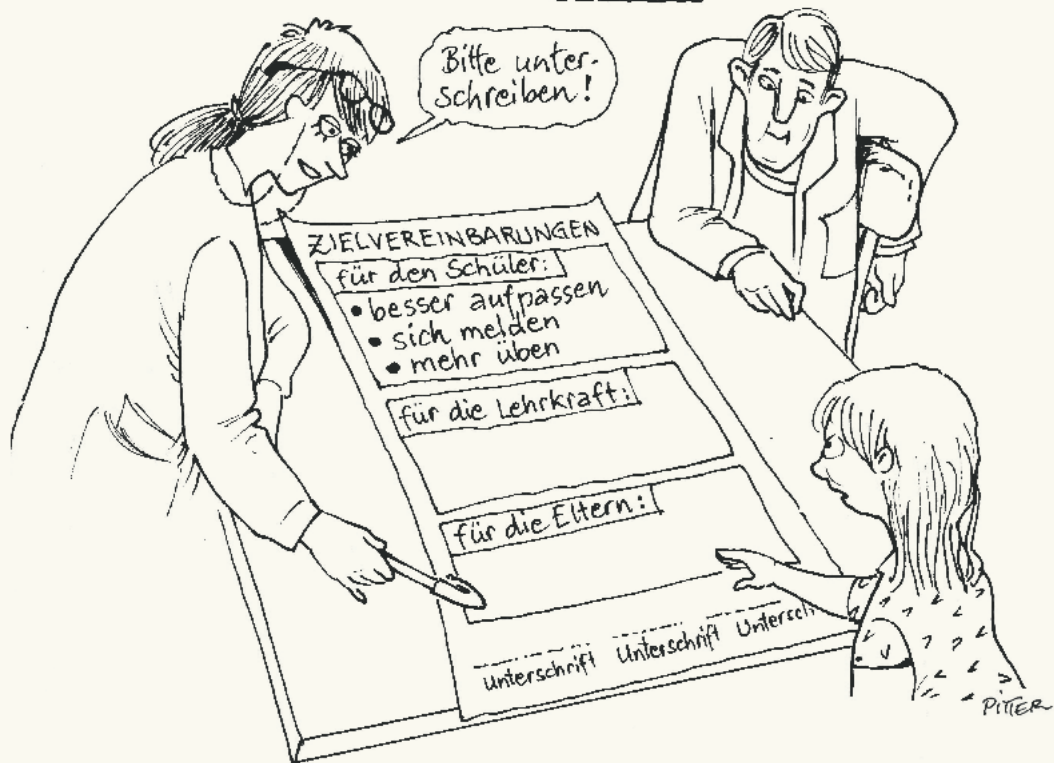 Bitte unter-
schreiben!
ZIELVEREINBARUNGEN
für den Schüler:
• besser aufpassen
• sich melden
• mehr üben
für die Lehrkraft:
für die Eltern:
Unterschrift Unterschrift Untersch
PITTER